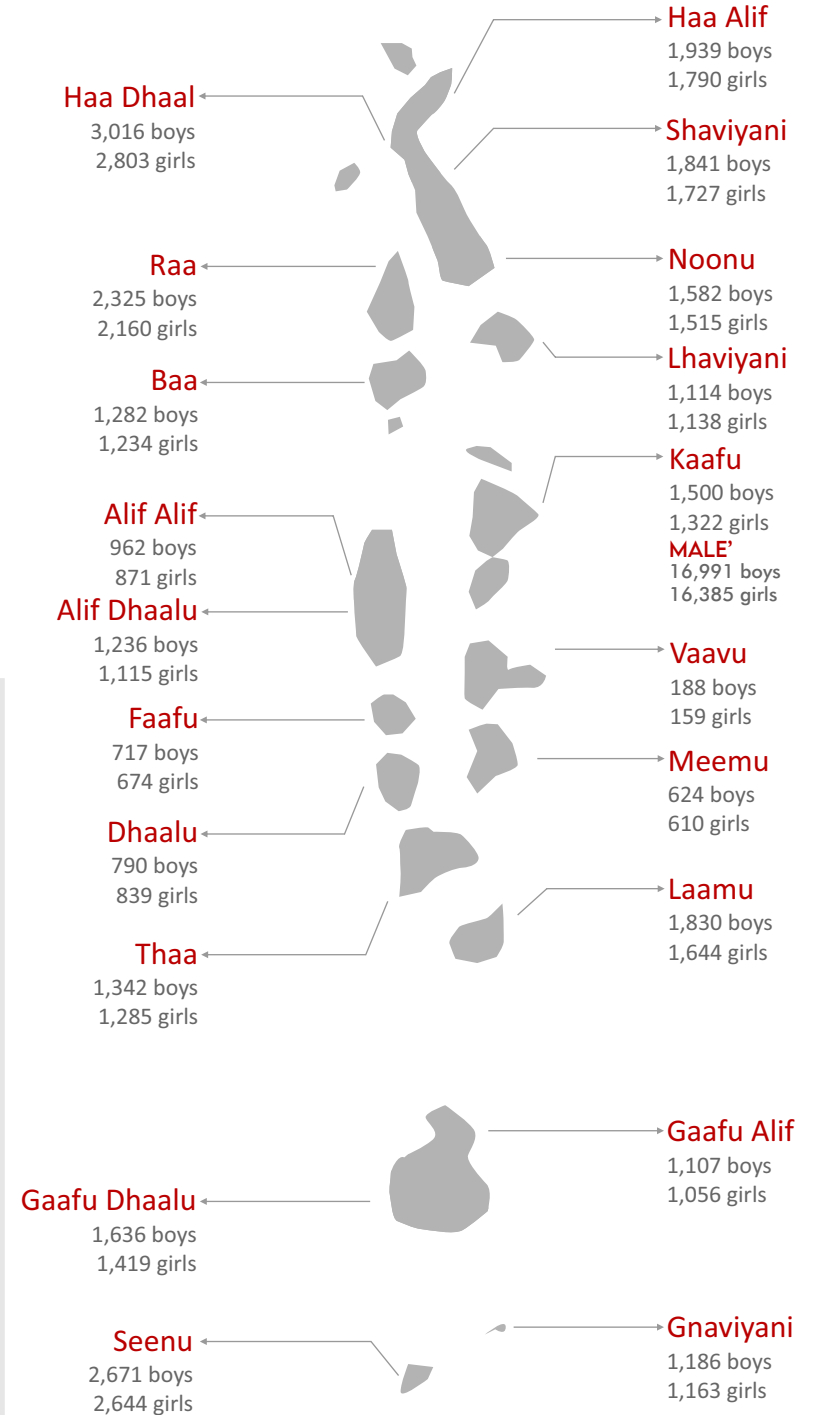 Haa Alif
1,939 boys
1,790 girls
Haa Dhaal
3,016 boys
2,803 girls
Shaviyani
1,841 boys
1,727 girls
Raa
2,325 boys
2,160 girls
Noonu
1,582 boys
1,515 girls
Lhaviyani
1,114 boys
1,138 girls
Baa
1,282 boys
1,234 girls
Kaafu
1,500 boys
1,322 girls
MALE’
16,991 boys
16,385 girls
Alif Alif
962 boys
871 girls
Alif Dhaalu
1,236 boys
1,115 girls
Vaavu
188 boys
159 girls
Faafu
717 boys
674 girls
Meemu
624 boys
610 girls
Dhaalu
790 boys
839 girls
Laamu
1,830 boys
1,644 girls
Thaa
1,342 boys
1,285 girls
Gaafu Alif
1,107 boys
1,056 girls
Gaafu Dhaalu
1,636 boys
1,419 girls
Gnaviyani
1,186 boys
1,163 girls
Seenu
2,671 boys
2,644 girls